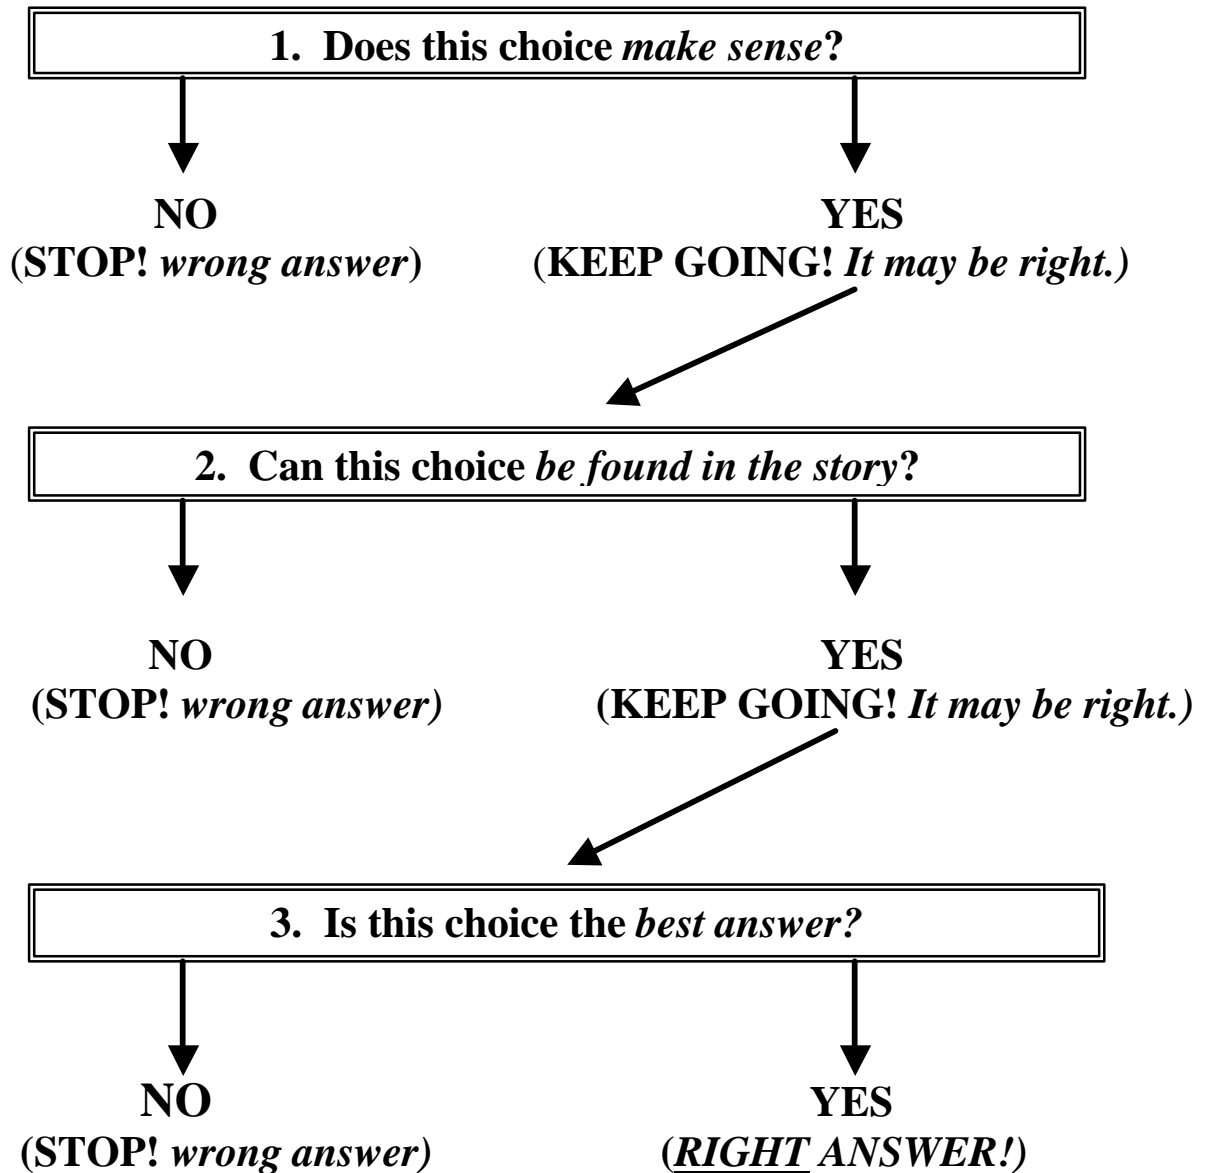 1. Does this choice make sense?
NO YES
(STOP! wrong answer) (KEEP GOING! It may be right.)
2. Can this choice be found in the story?
NO YES
(STOP! wrong answer) (KEEP GOING! It may be right.)
3. Is this choice the best answer?
NO YES
(STOP! wrong answer) (RIGHT ANSWER!)